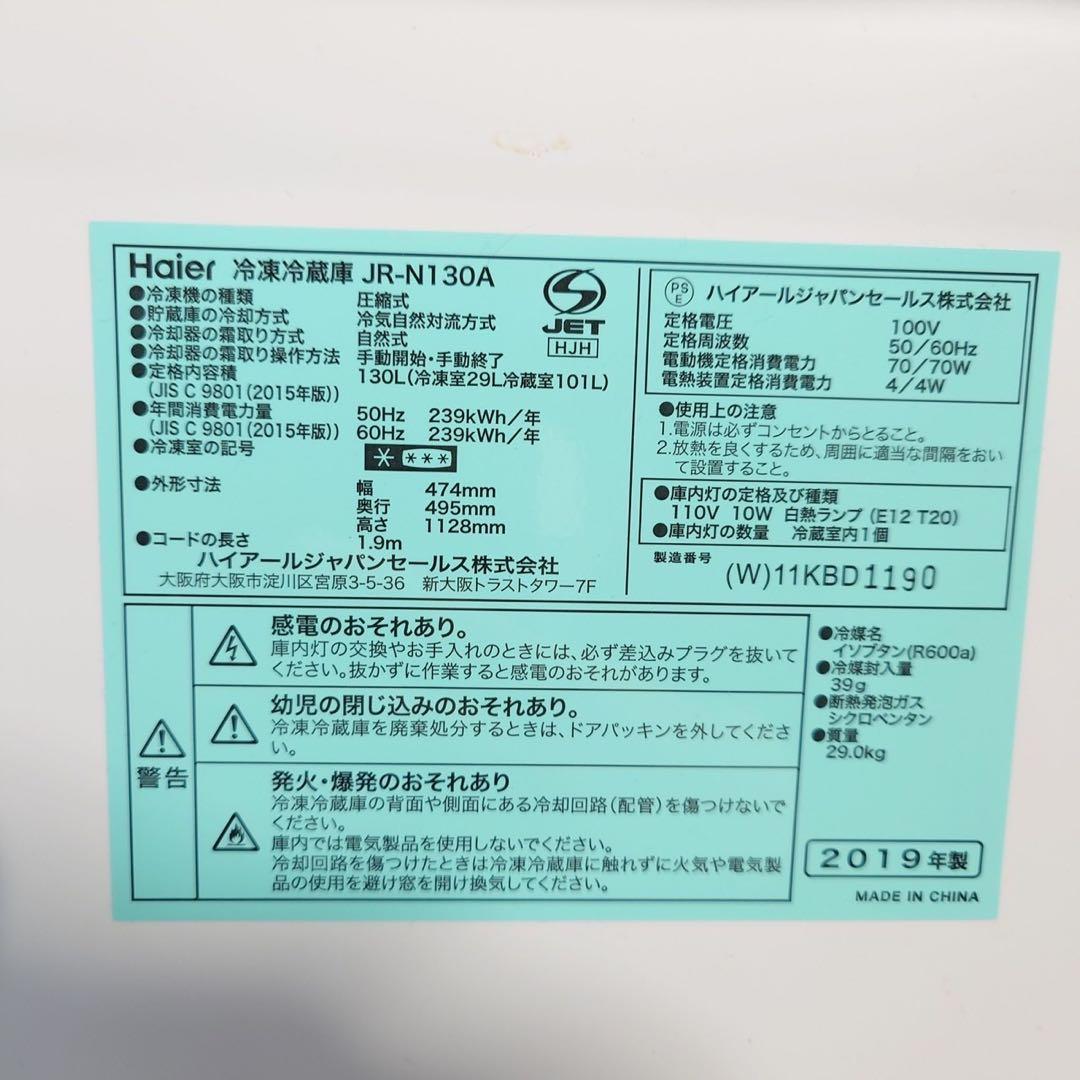 Haier 冷凍冷蔵庫 JR-N130A
●冷凍機の種類 圧縮式
●貯蔵庫の冷却方式 冷気自然対流方式
●冷却器の霜取り方式 自然式
●冷却器の霜取り操作方法 手動開始・手動終了
●定格内容積 130L(冷凍室29L冷蔵室101L)
(JIS C 9801(2015年版))
●年間消費電力量 50Hz 239kWh/年
(JIS C 9801(2015年版)) 60Hz 239kWh/年
●冷凍室の記号
●外形寸法 幅 474mm
奥行 495mm
高さ 1128mm
●コードの長さ 1.9m
ハイアールジャパンセールス株式会社
大阪府大阪市淀川区宮原3-5-36 新大阪トラストタワー7F
JET
HJH
PS
E
ハイアールジャパンセールス株式会社
定格電圧 100V
定格周波数 50/60Hz
電動機定格消費電力 70/70W
電熱装置定格消費電力 4/4W
●使用上の注意
1.電源は必ずコンセントからとること。
2.放熱を良くするため、周囲に適当な間隔をおい
て設置すること。
●庫内灯の定格及び種類
110V 10W 白熱ランプ (E12 T20)
●庫内灯の数量 冷蔵室内1個
製造番号
(W)11KBD1190
警告
感電のおそれあり。
庫内灯の交換やお手入れのときには、必ず差込みプラグを抜いて
ください。抜かずに作業すると感電のおそれがあります。
幼児の閉じ込みのおそれあり。
冷凍冷蔵庫を廃棄処分するときは、ドアパッキンを外してくださ
い。
発火・爆発のおそれあり
冷凍冷蔵庫の背面や側面にある冷却回路(配管)を傷つけないで
ください。
庫内では電気製品を使用しないでください。
冷却回路を傷つけたときは冷凍冷蔵庫に触れずに火気や電気製
品の使用を避け窓を開け換気してください。
●冷媒名
イソブタン(R600a)
●冷媒封入量
39g
●断熱発泡ガス
シクロペンタン
●質量
29.0kg
2019年製
MADE IN CHINA